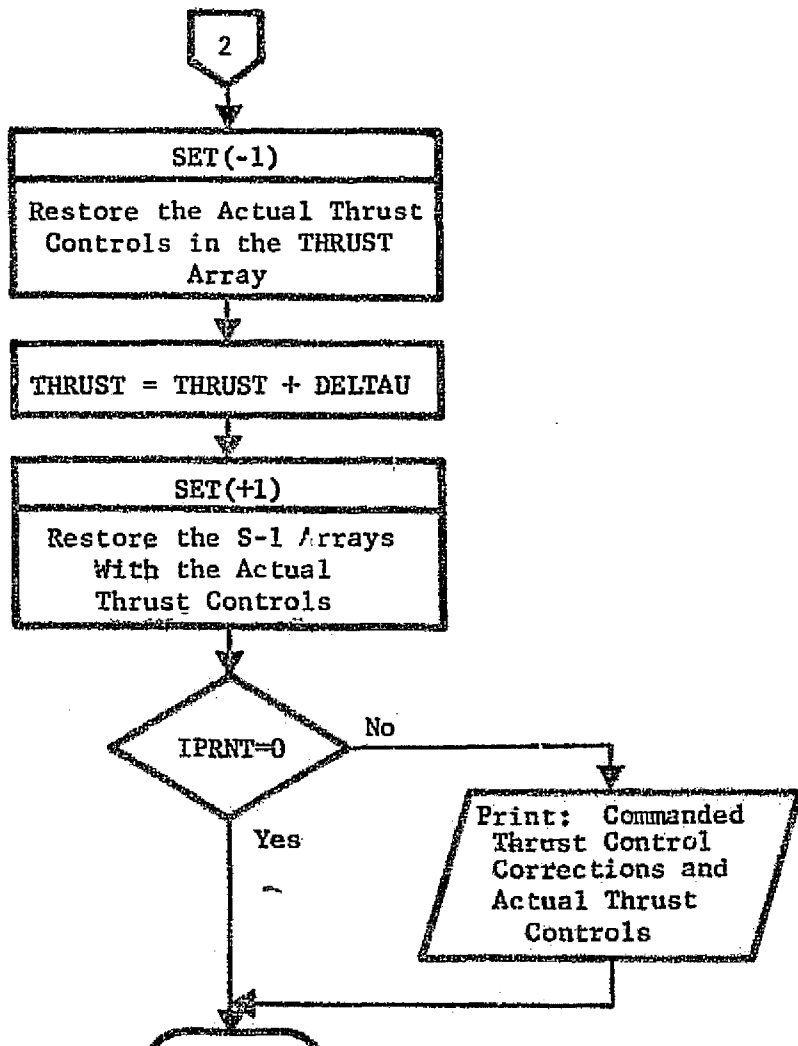 2
SET(-1)
Restore the Actual Thrust
Controls in the THRUST
Array
THRUST = THRUST + DELTAU
SET(+1)
Restore the S-1 Arrays
With the Actual
Thrust Controls
IPRNT=0
No
Yes
Print: Commanded
Thrust Control
Corrections and
Actual Thrust
Controls